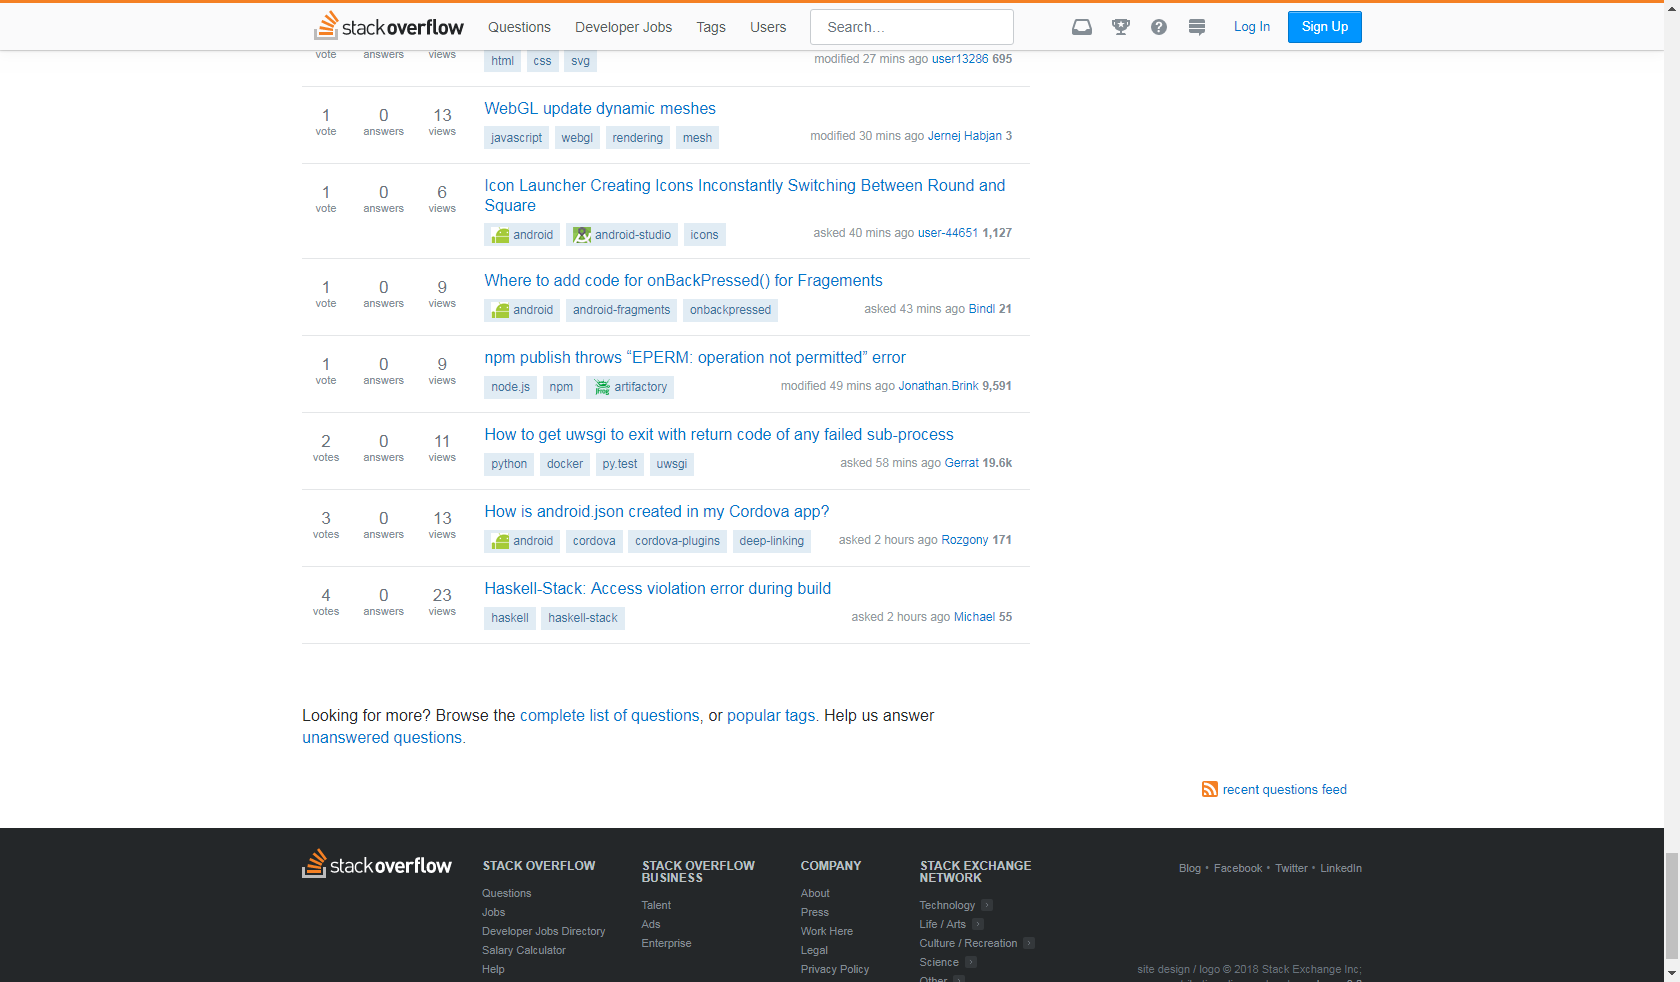 stackoverflow Questions Developer Jobs Tags Users Search... Log In Sign Up
vote answers views
html css svg modified 27 mins ago user13286 695
WebGL update dynamic meshes
1 vote 0 answers 13 views
javascript webgl rendering mesh modified 30 mins ago Jernej Habjan 3
Icon Launcher Creating Icons Inconstantly Switching Between Round and
Square
1 vote 0 answers 6 views
android android-studio icons asked 40 mins ago user-44651 1,127
Where to add code for onBackPressed() for Fragements
1 vote 0 answers 9 views
android android-fragments onbackpressed asked 43 mins ago Bindl 21
npm publish throws “EPERM: operation not permitted” error
1 vote 0 answers 9 views
node.js npm artifactory modified 49 mins ago Jonathan.Brink 9,591
How to get uwsgi to exit with return code of any failed sub-process
2 votes 0 answers 11 views
python docker py.test uwsgi asked 58 mins ago Gerrat 19.6k
How is android.json created in my Cordova app?
3 votes 0 answers 13 views
android cordova cordova-plugins deep-linking asked 2 hours ago Rozgony 171
Haskell-Stack: Access violation error during build
4 votes 0 answers 23 views
haskell haskell-stack asked 2 hours ago Michael 55
Looking for more? Browse the complete list of questions, or popular tags. Help us answer
unanswered questions.
recent questions feed
stackoverflow
STACK OVERFLOW
Questions
Jobs
Developer Jobs Directory
Salary Calculator
Help
STACK OVERFLOW
BUSINESS
Talent
Ads
Enterprise
COMPANY
About
Press
Work Here
Legal
Privacy Policy
STACK EXCHANGE
NETWORK
Technology
Life / Arts
Culture / Recreation
Science
Other
Blog • Facebook • Twitter • LinkedIn
site design / logo © 2018 Stack Exchange Inc;